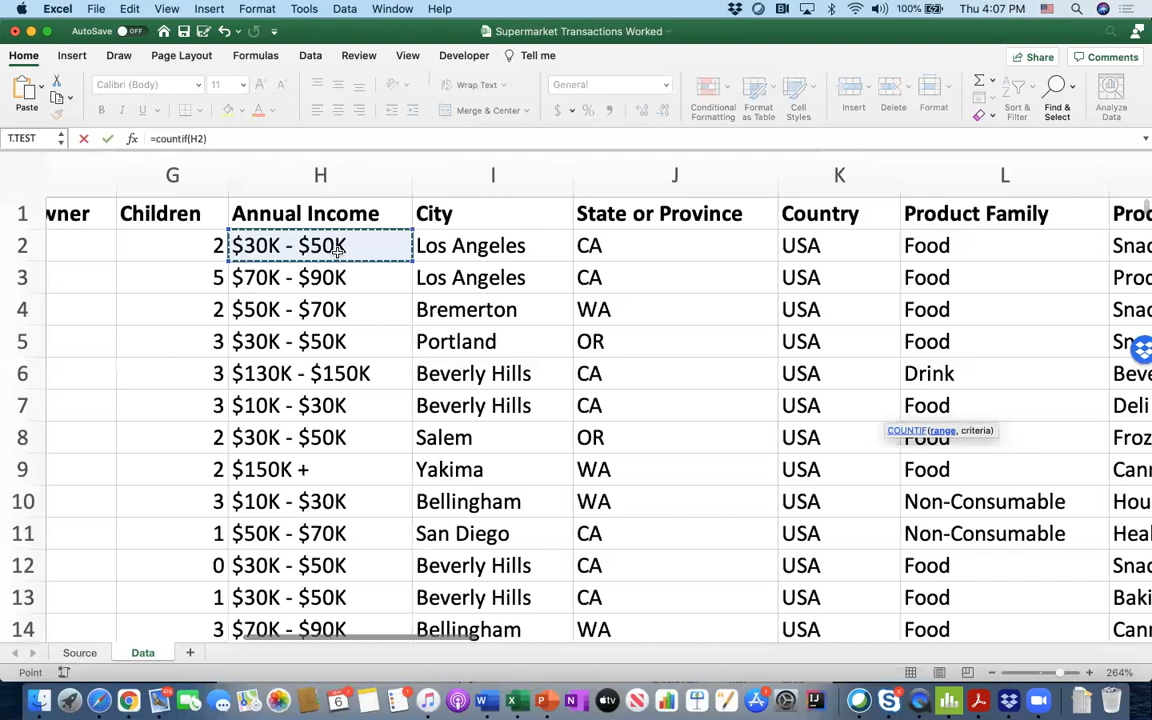 Excel File Edit View Insert Format Tools Data Window Help 100% Thu 4:07 PM
AutoSave OFF Supermarket Transactions Worked
Home Insert Draw Page Layout Formulas Data Review View Developer Tell me Share Comments
Calibri (Body) 11 Wrap Text General
Paste B I U Merge & Center $ % Conditional Formatting Format as Table Cell Styles Insert Delete Format Sort & Filter Find & Select Analyze Data
T.TEST fx =countif(H2)
G H I J K L
1 wner Children Annual Income City State or Province Country Product Family Prod
2 2 $30K - $50K Los Angeles CA USA Food Snac
3 5 $70K - $90K Los Angeles CA USA Food Prod
4 2 $50K - $70K Bremerton WA USA Food Snac
5 3 $30K - $50K Portland OR USA Food
6 3 $130K - $150K Beverly Hills CA USA Drink Beve
7 3 $10K - $30K Beverly Hills CA USA Food Deli
COUNTIF(range, criteria)
8 2 $30K - $50K Salem OR USA Food Froz
9 2 $150K + Yakima WA USA Food Cann
10 3 $10K - $30K Bellingham WA USA Non-Consumable Hou
11 1 $50K - $70K San Diego CA USA Non-Consumable Heal
12 0 $30K - $50K Beverly Hills CA USA Food Snac
13 1 $30K - $50K Beverly Hills CA USA Food Baki
14 3 $70K - $90K Bellingham WA USA Food Cann
Source Data +
Point 264%